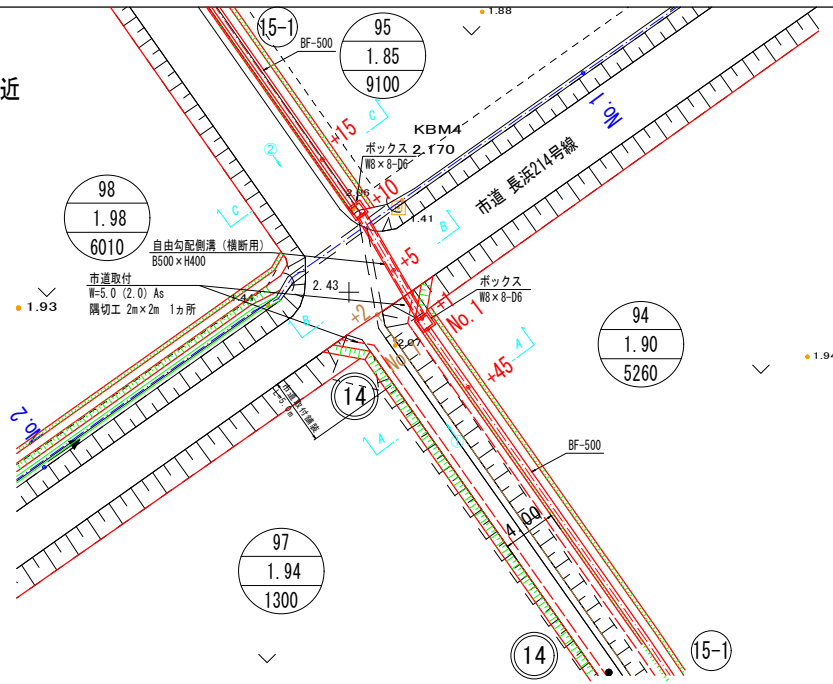 近
15-1
95
1.85
9100
1.88
BF-500
+15
C
KBM4
2.170
ボックス
W8×8-D6
No.1
市道 長浜214号線
②
98
1.98
6010
C
+10
1.41
B
自由勾配側溝（横断用）
B500×H400
+5
市道取付
W=5.0 (2.0) As
隅切工 2m×2m 1ヵ所
1.93
2.43
ボックス
W8×8-D6
B
+2
+1
No.1
2.07
A
94
1.90
5260
1.94
+45
No.2
市道取付舗装
14
A
BF-500
4.00
97
1.94
1300
14
15-1